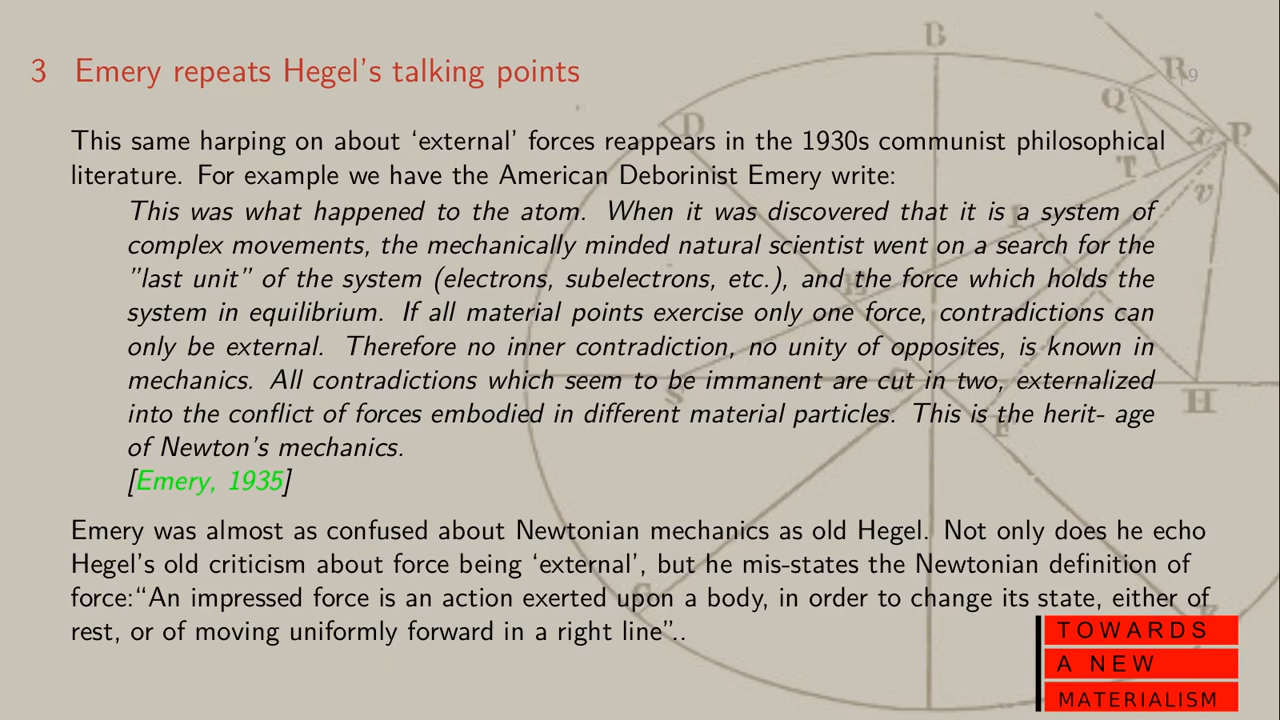 3 Emery repeats Hegel's talking points
9
This same harping on about ‘external’ forces reappears in the 1930s communist philosophical
literature. For example we have the American Deborinist Emery write:
This was what happened to the atom. When it was discovered that it is a system of
complex movements, the mechanically minded natural scientist went on a search for the
”last unit” of the system (electrons, subelectrons, etc.), and the force which holds the
system in equilibrium. If all material points exercise only one force, contradictions can
only be external. Therefore no inner contradiction, no unity of opposites, is known in
mechanics. All contradictions which seem to be immanent are cut in two, externalized
into the conflict of forces embodied in different material particles. This is the herit- age
of Newton's mechanics.
[Emery, 1935]
Emery was almost as confused about Newtonian mechanics as old Hegel. Not only does he echo
Hegel's old criticism about force being ‘external’, but he mis-states the Newtonian definition of
force:“An impressed force is an action exerted upon a body, in order to change its state, either of
rest, or of moving uniformly forward in a right line”..
TOWARDS
A NEW
MATERIALISM
B
R
Q
D
P
x
T
v
H
F